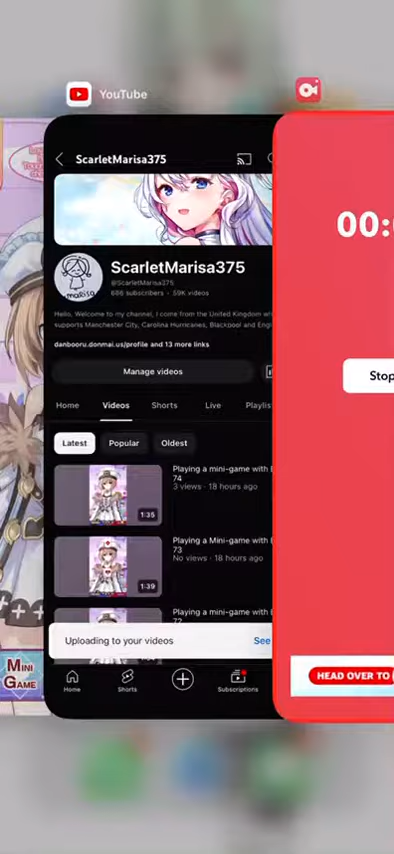 YouTube
ScarletMarisa375
ScarletMarisa375
@ScarletMarisa375
686 subscribers · 59K videos
Hello, Welcome to my channel, I come from the United Kingdom
supports Manchester City, Carolina Hurricanes, Blackpool and
danbooru.donmai.us/profile and 13 more links
Manage videos
Home
Videos
Shorts
Live
Latest
Popular
Oldest
Playing a mini-game with
74
3 views · 18 hours ago
1:35
Playing a Mini-game with
73
No views · 18 hours ago
1:39
Playing a mini-game with
72
Uploading to your videos
See
Home
Shorts
Subscriptions
MINI
GAME
00:
Stop
HEAD OVER TO